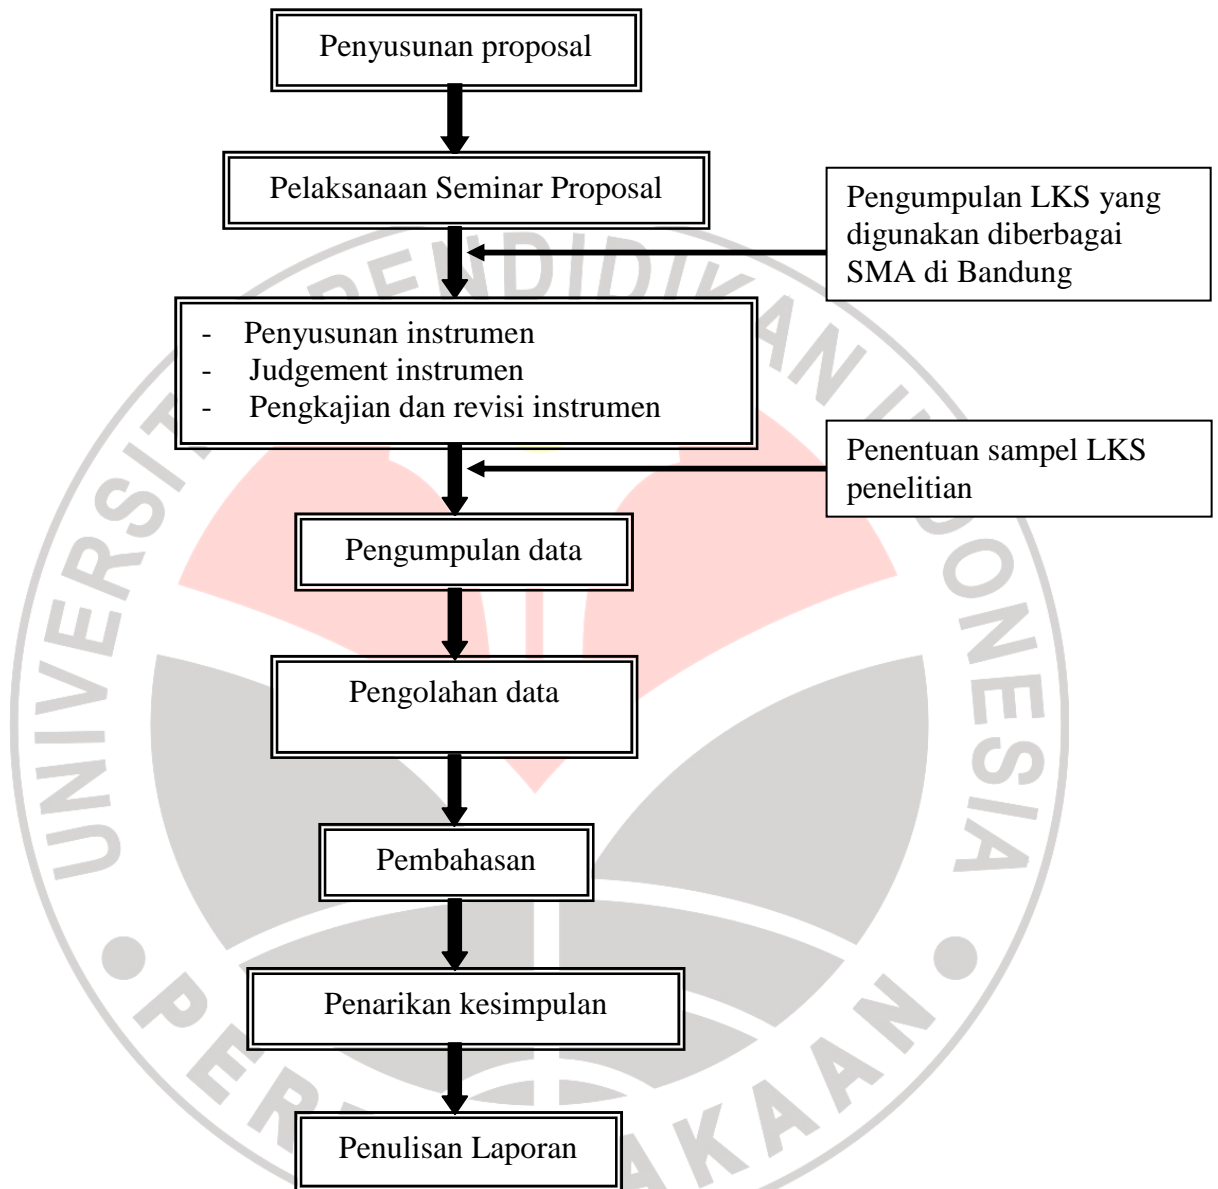 Penyusunan proposal
Pelaksanaan Seminar Proposal
Pengumpulan LKS yang
digunakan diberbagai
SMA di Bandung
- Penyusunan instrumen
- Judgement instrumen
- Pengkajian dan revisi instrumen
Penentuan sampel LKS
penelitian
Pengumpulan data
Pengolahan data
Pembahasan
Penarikan kesimpulan
Penulisan Laporan